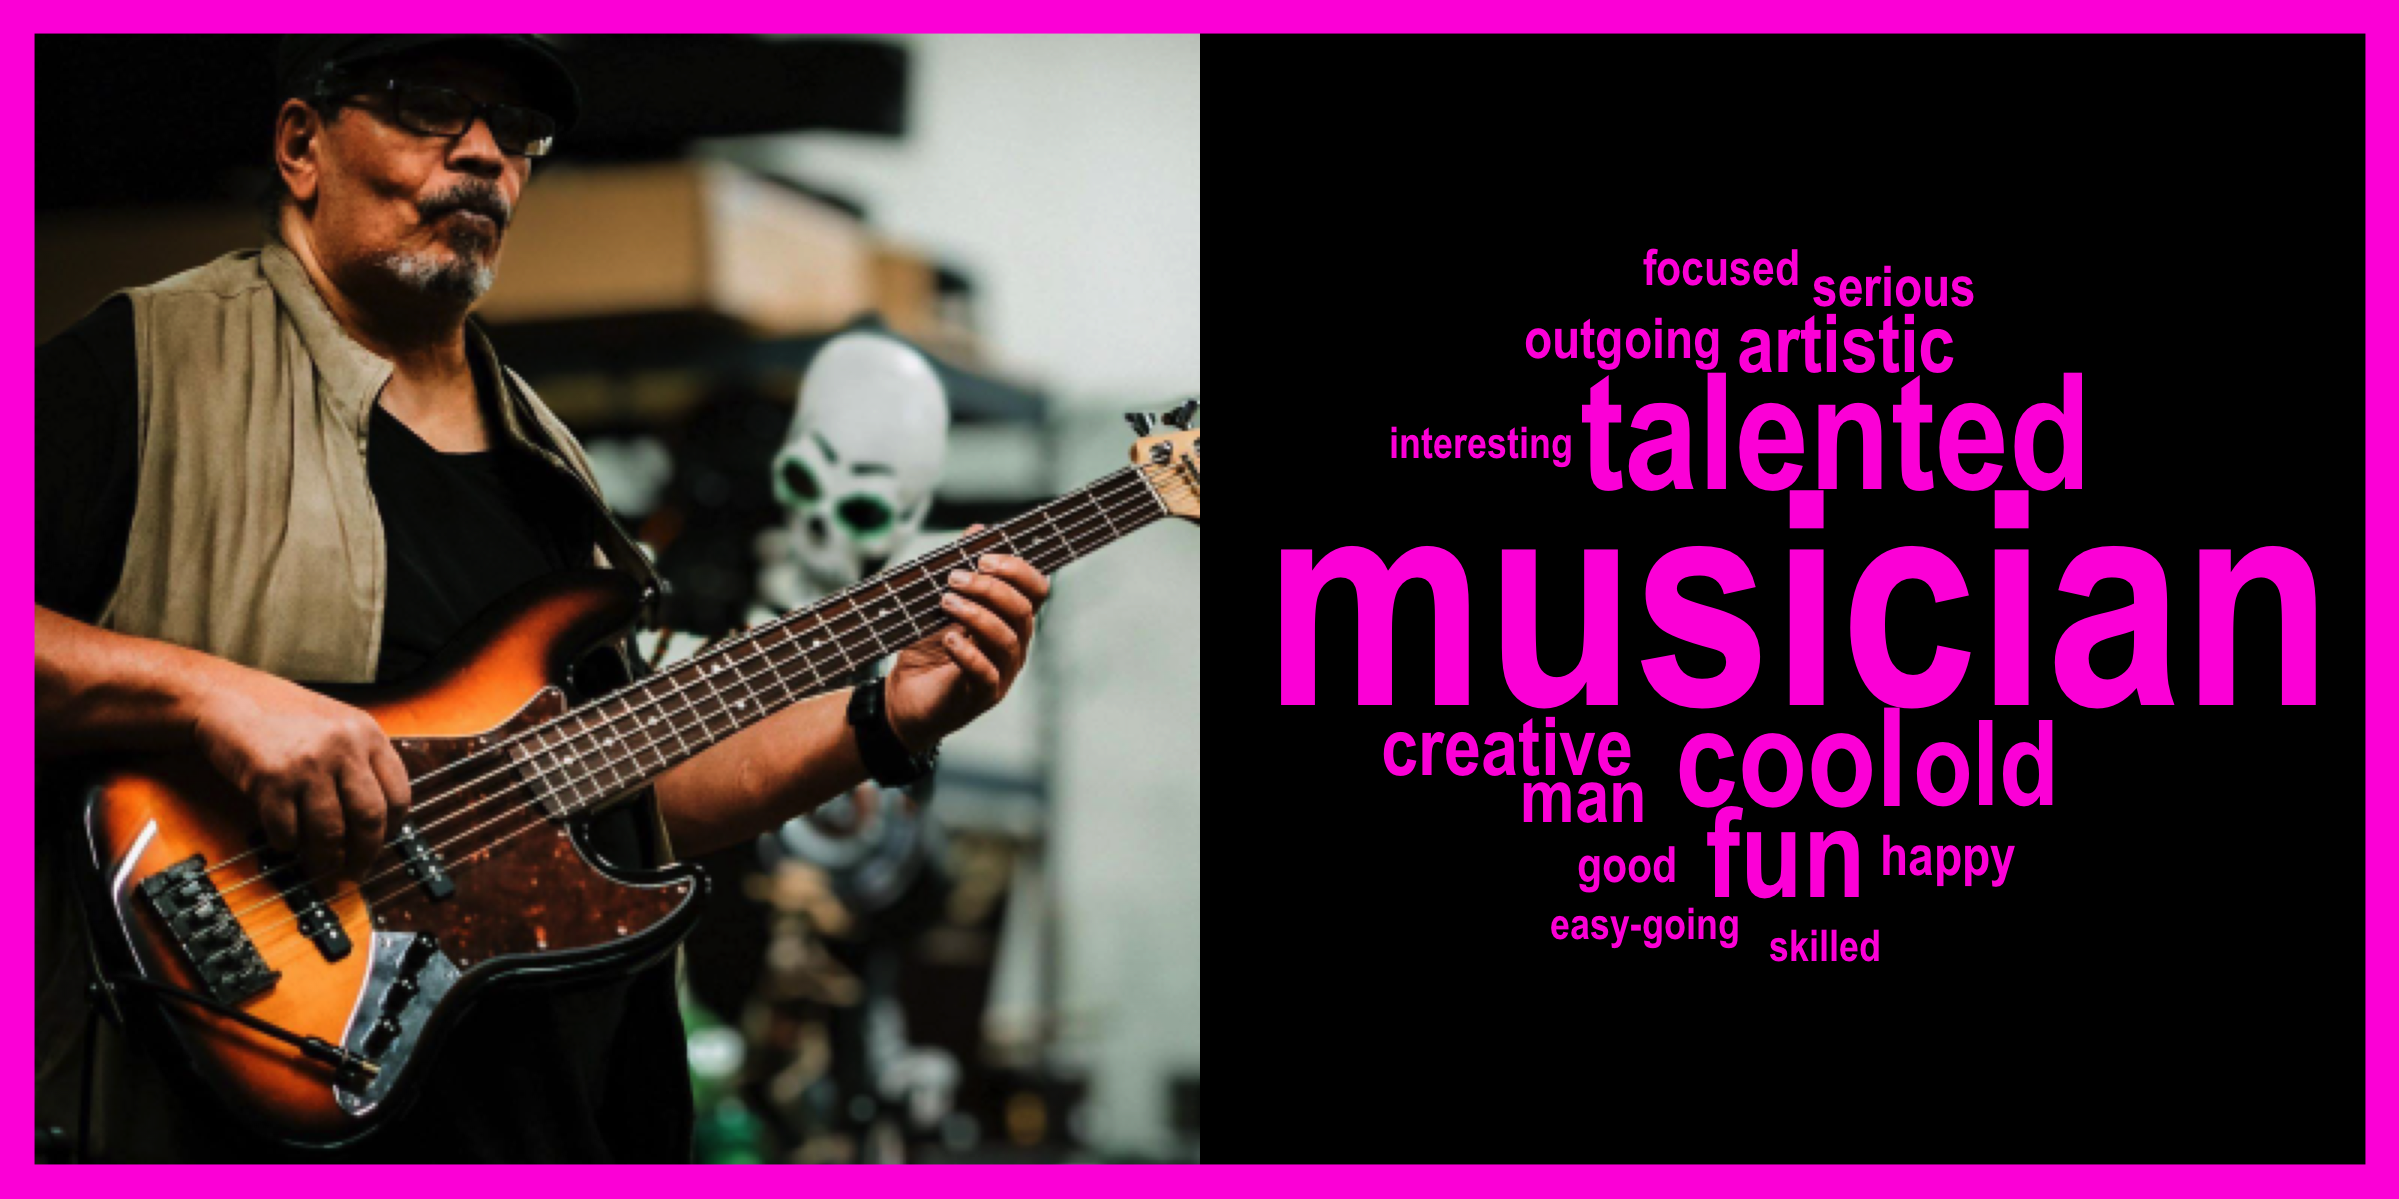 focused serious
outgoing artistic
interesting talented
musician
creative cool old
man fun
good happy
easy-going skilled